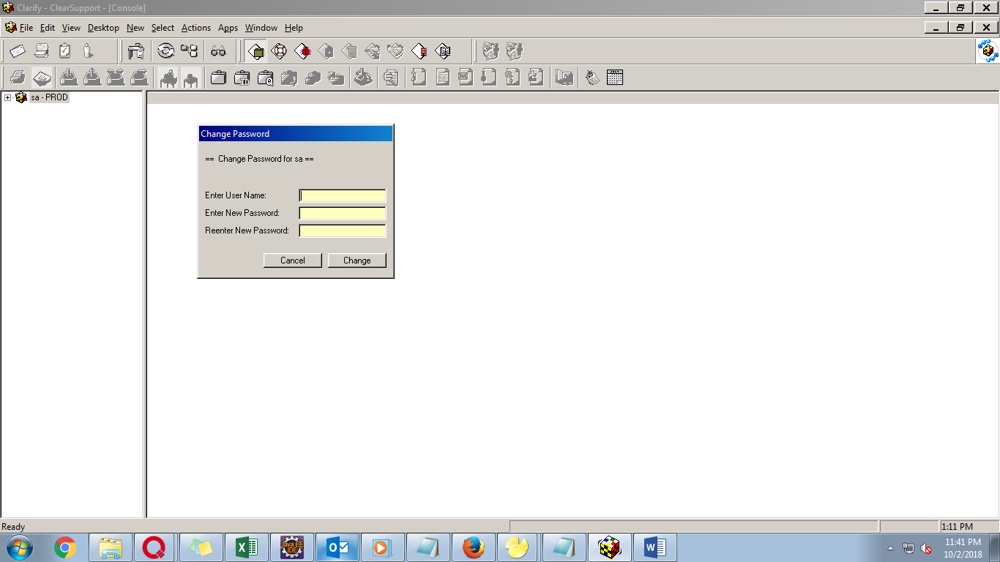 Clarify - ClearSupport - [Console]
File Edit View Desktop New Select Actions Apps Window Help
sa - PROD
Change Password
== Change Password for sa ==
Enter User Name:
Enter New Password:
Reenter New Password:
Cancel Change
Ready
1:11 PM
Java EE
IDE
11:41 PM
10/2/2018